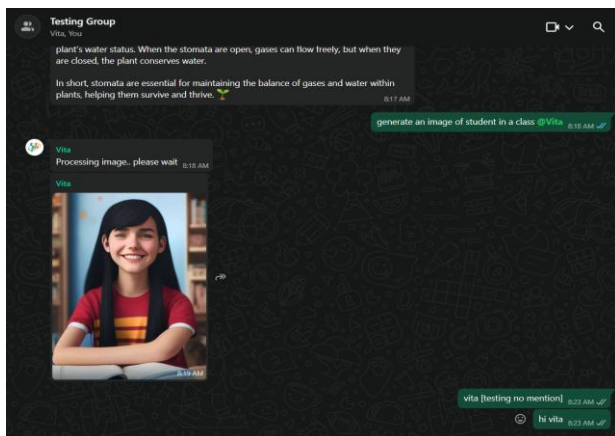 Testing Group
Vita, You
plant's water status. When the stomata are open, gases can flow freely, but when they
are closed, the plant conserves water.
In short, stomata are essential for maintaining the balance of gases and water within
plants, helping them survive and thrive. 🌱
8:17 AM
generate an image of student in a class @Vita 8:18 AM
Vita
Processing image.. please wait 8:18 AM
Vita
8:19 AM
vita [testing no mention] 8:23 AM
hi vita 8:23 AM